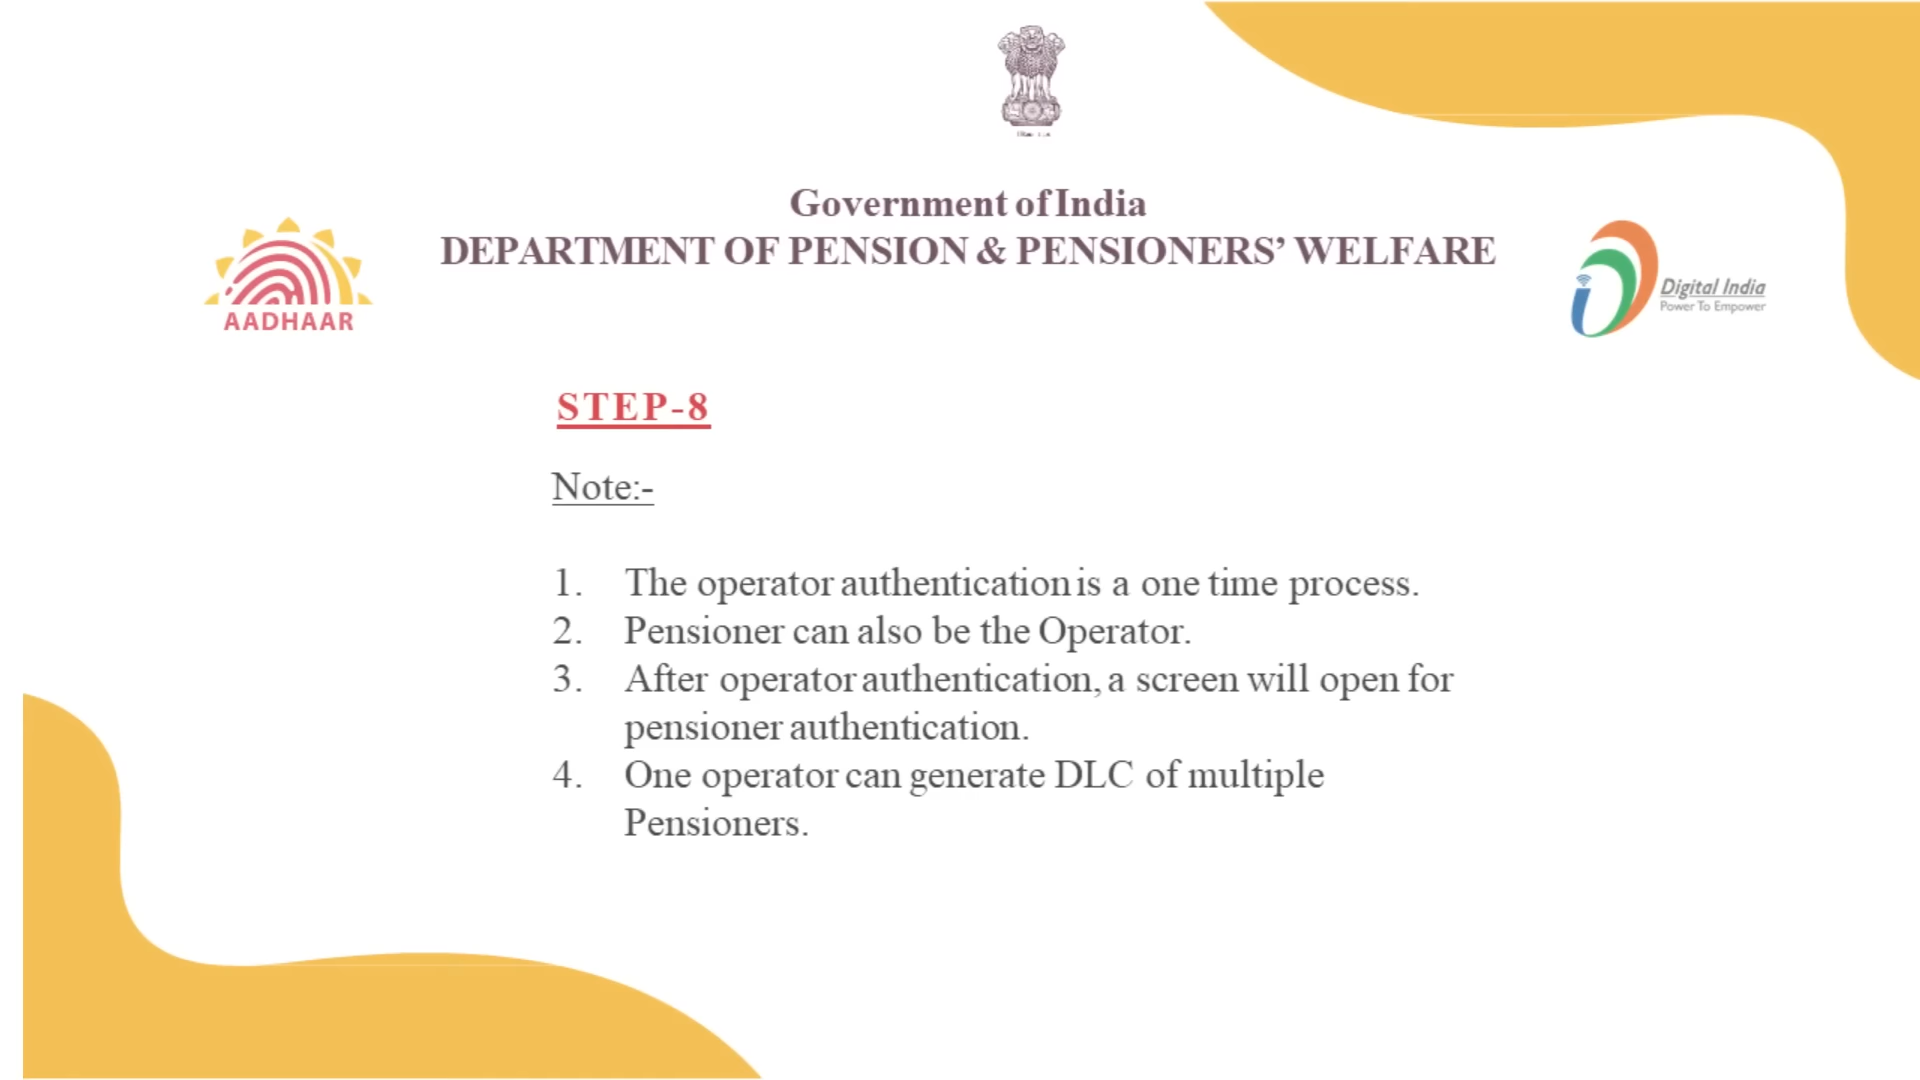 Government of India
DEPARTMENT OF PENSION & PENSIONERS’ WELFARE
AADHAAR
Digital India
Power To Empower
STEP-8
Note:-
1. The operator authentication is a one time process.
2. Pensioner can also be the Operator.
3. After operator authentication, a screen will open for
pensioner authentication.
4. One operator can generate DLC of multiple
Pensioners.